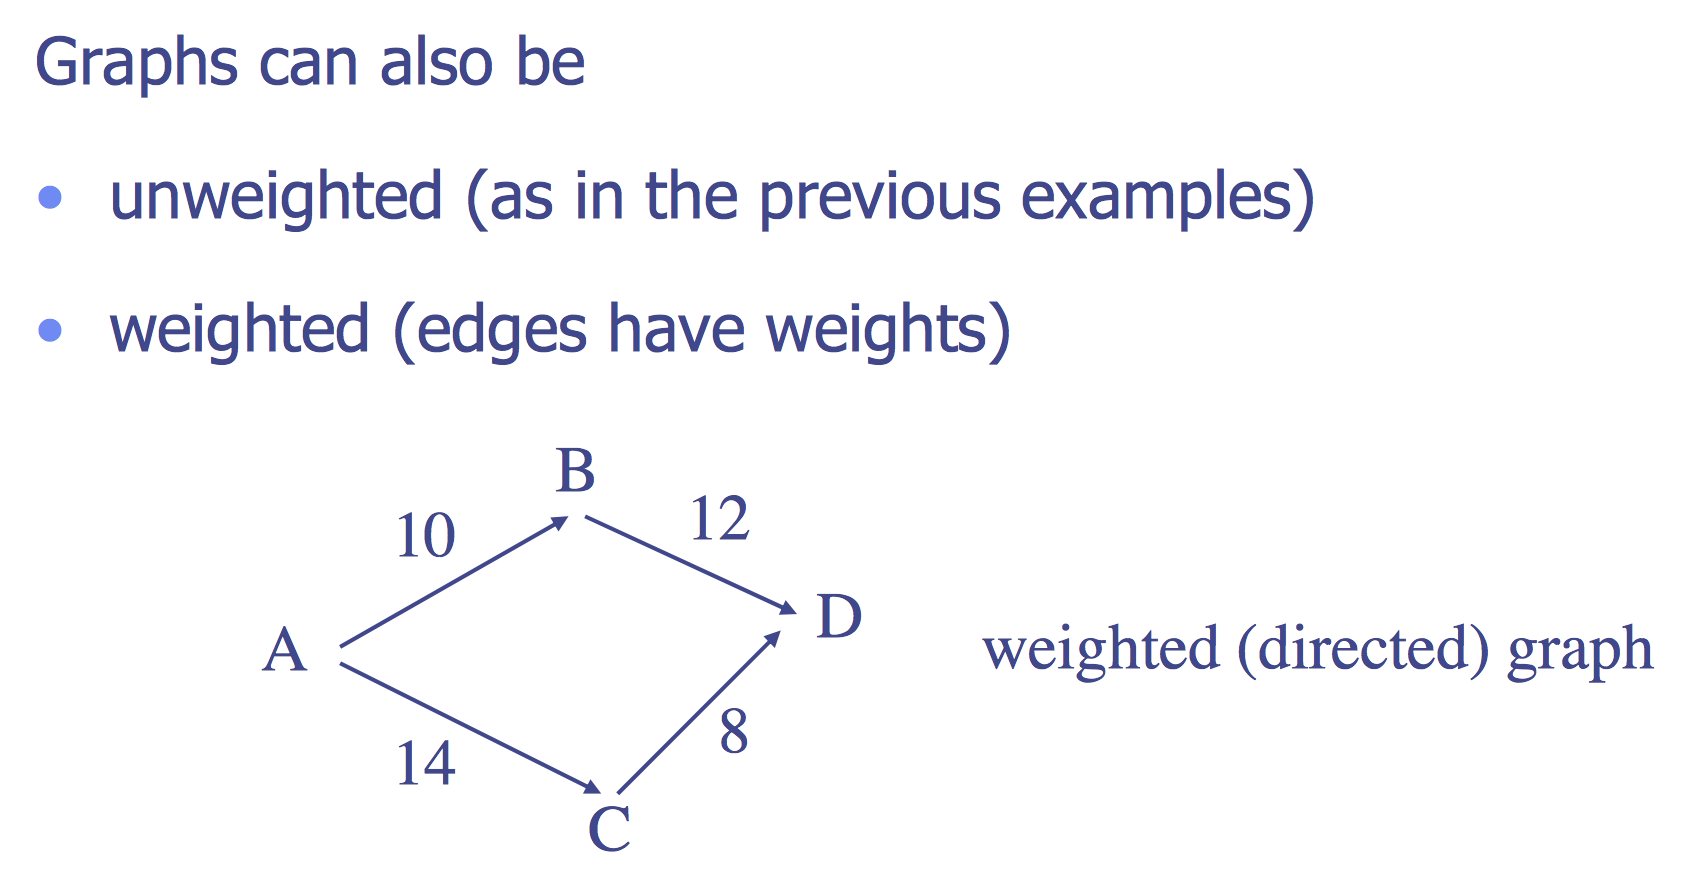 Graphs can also be
• unweighted (as in the previous examples)
• weighted (edges have weights)
B
10
12
D
A
weighted (directed) graph
8
14
C